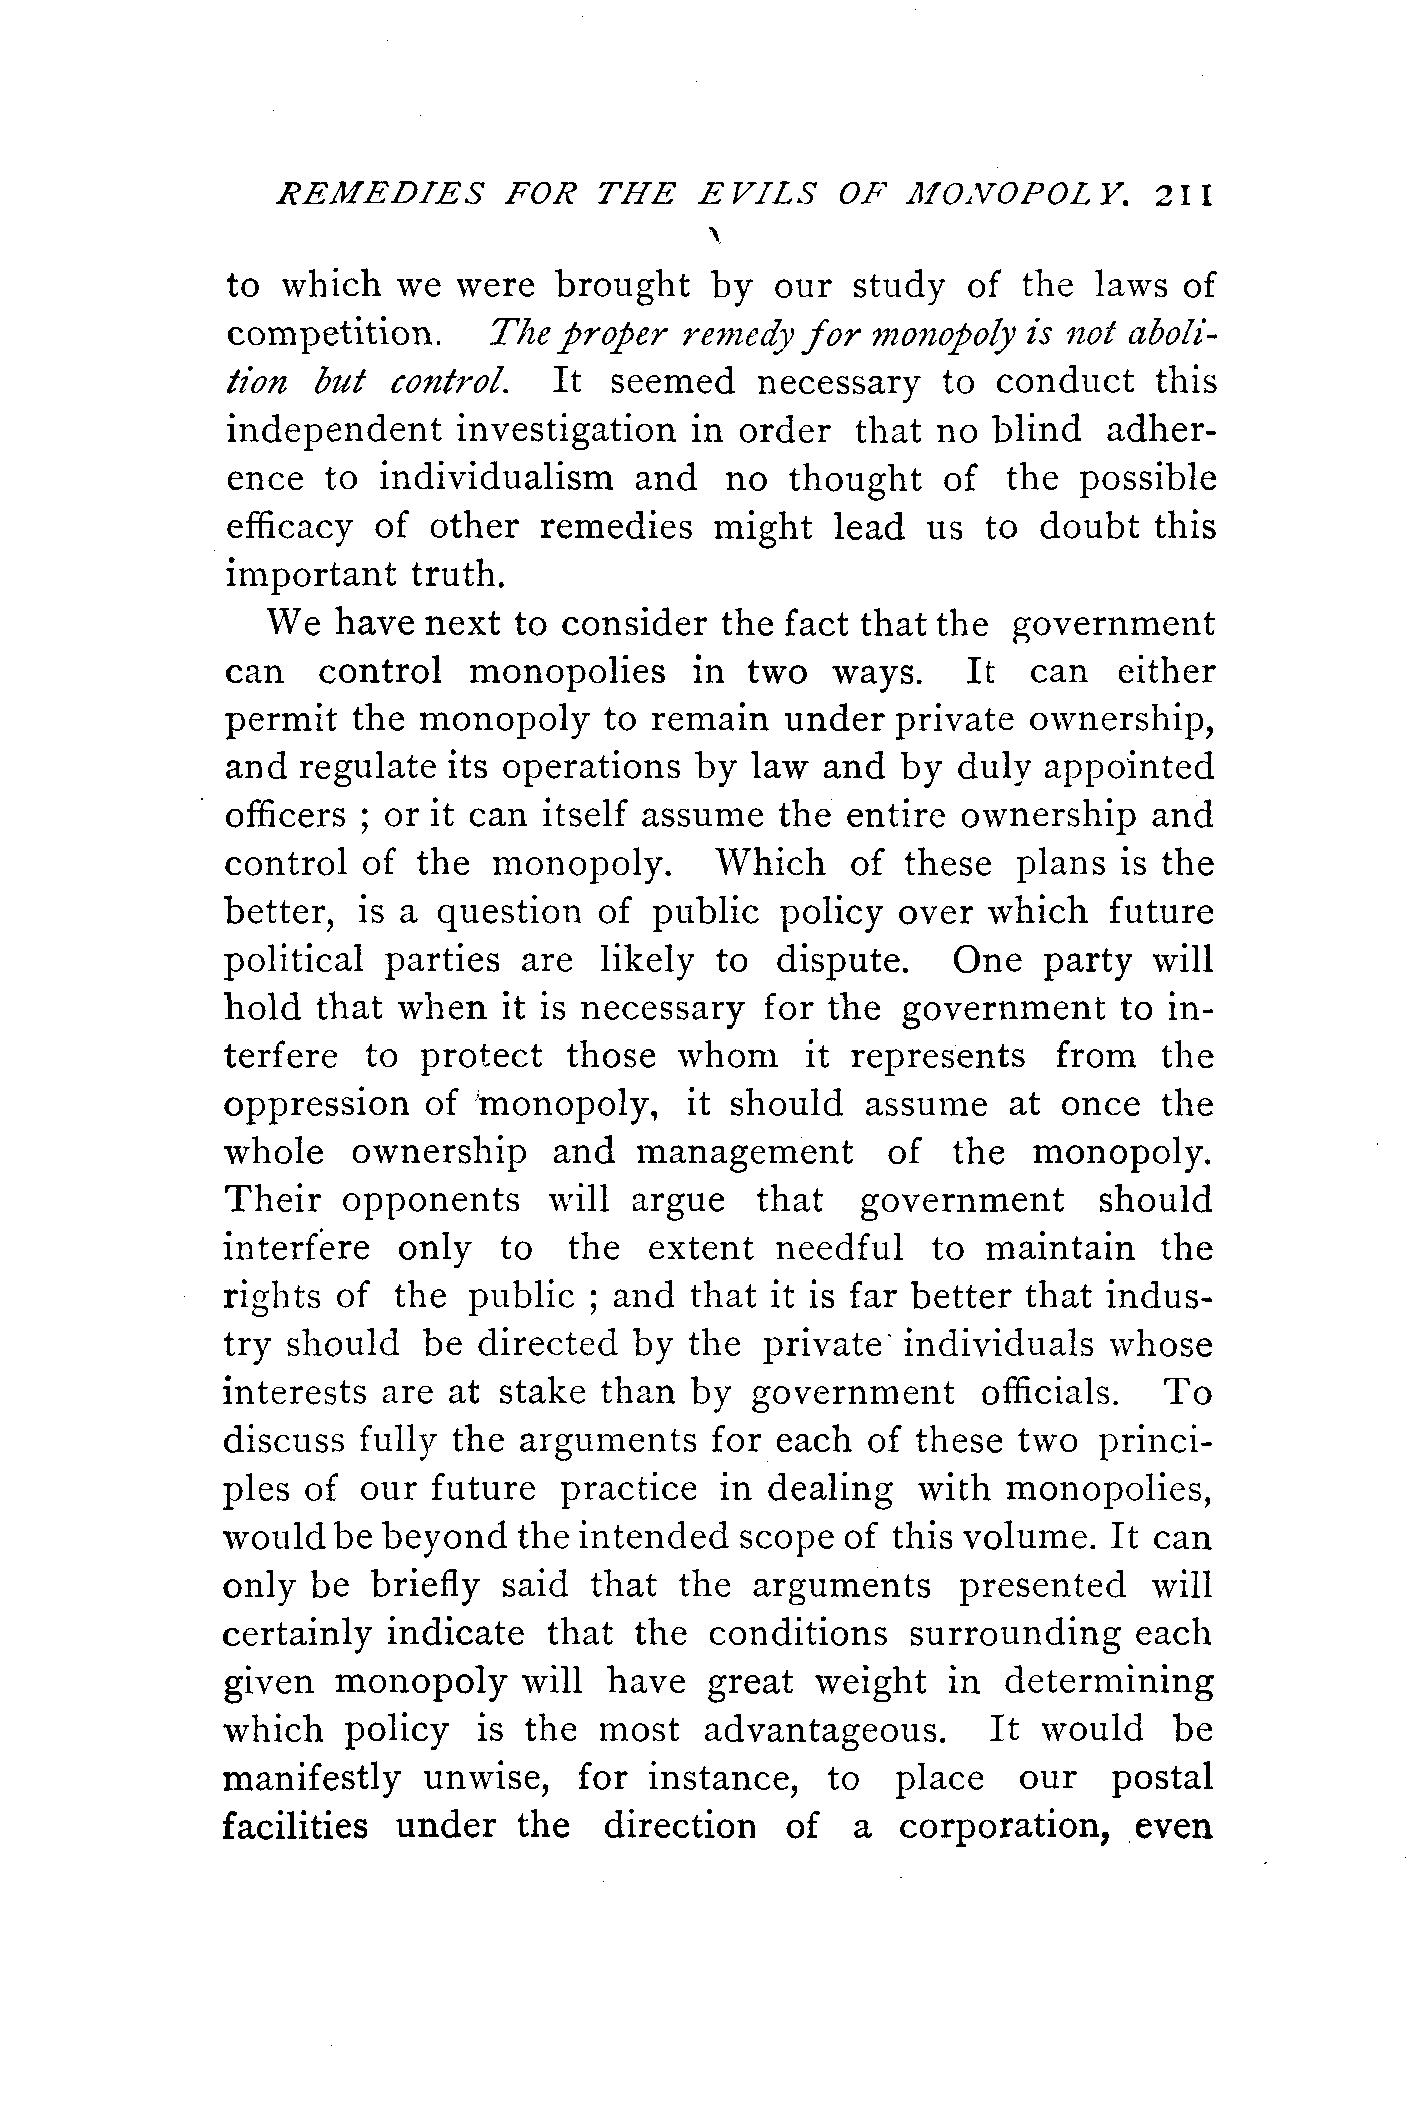 REMEDIES FOR THE EVILS OF MONOPOLY. 211
to which we were brought by our study of the laws of
competition. The proper remedy for monopoly is not aboli-
tion but control. It seemed necessary to conduct this
independent investigation in order that no blind adher-
ence to individualism and no thought of the possible
efficacy of other remedies might lead us to doubt this
important truth.
We have next to consider the fact that the government
can control monopolies in two ways. It can either
permit the monopoly to remain under private ownership,
and regulate its operations by law and by duly appointed
officers ; or it can itself assume the entire ownership and
control of the monopoly. Which of these plans is the
better, is a question of public policy over which future
political parties are likely to dispute. One party will
hold that when it is necessary for the government to in-
terfere to protect those whom it represents from the
oppression of monopoly, it should assume at once the
whole ownership and management of the monopoly.
Their opponents will argue that government should
interfere only to the extent needful to maintain the
rights of the public ; and that it is far better that indus-
try should be directed by the private individuals whose
interests are at stake than by government officials. To
discuss fully the arguments for each of these two princi-
ples of our future practice in dealing with monopolies,
would be beyond the intended scope of this volume. It can
only be briefly said that the arguments presented will
certainly indicate that the conditions surrounding each
given monopoly will have great weight in determining
which policy is the most advantageous. It would be
manifestly unwise, for instance, to place our postal
facilities under the direction of a corporation, even